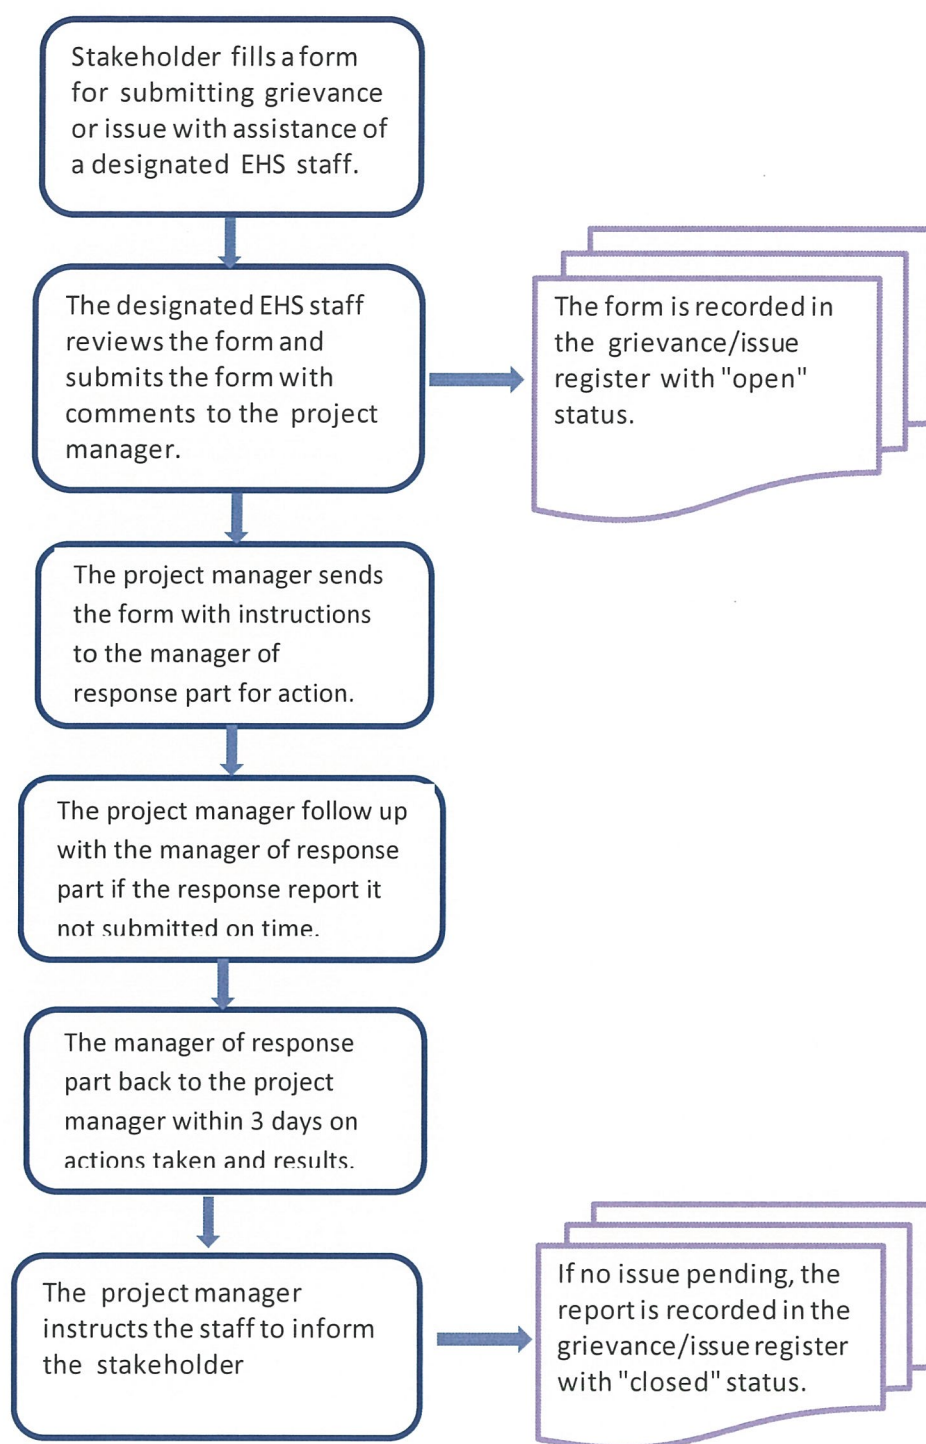 Stakeholder fills a form
for submitting grievance
or issue with assistance of
a designated EHS staff.
The designated EHS staff
reviews the form and
submits the form with
comments to the project
manager.
The form is recorded in
the grievance/issue
register with "open"
status.
The project manager sends
the form with instructions
to the manager of
response part for action.
The project manager follow up
with the manager of response
part if the response report it
not submitted on time.
The manager of response
part back to the project
manager within 3 days on
actions taken and results.
The project manager
instructs the staff to inform
the stakeholder
If no issue pending, the
report is recorded in the
grievance/issue register
with "closed" status.